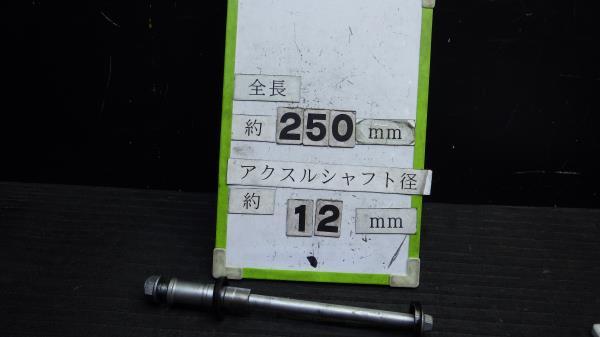 全長
約 250 mm
アクスルシャフト径
約 12 mm